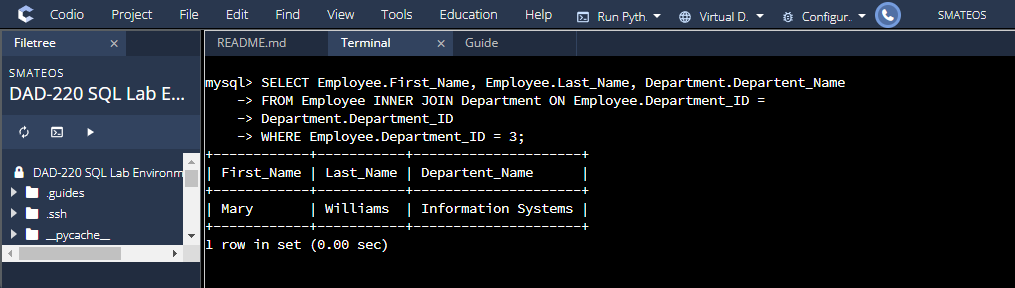 Codio Project File Edit Find View Tools Education Help Run Pyth. Virtual D. Configur.. SMATEOS
Filetree × README.md Terminal × Guide
SMATEOS
DAD-220 SQL Lab E...
DAD-220 SQL Lab Environm
.guides
.ssh
__pycache__
mysql> SELECT Employee.First_Name, Employee.Last_Name, Department.Departent_Name
    -> FROM Employee INNER JOIN Department ON Employee.Department_ID =
    -> Department.Department_ID
    -> WHERE Employee.Department_ID = 3;
+------------+-----------+---------------------+
| First_Name | Last_Name | Departent_Name      |
+------------+-----------+---------------------+
| Mary       | Williams  | Information Systems |
+------------+-----------+---------------------+
1 row in set (0.00 sec)